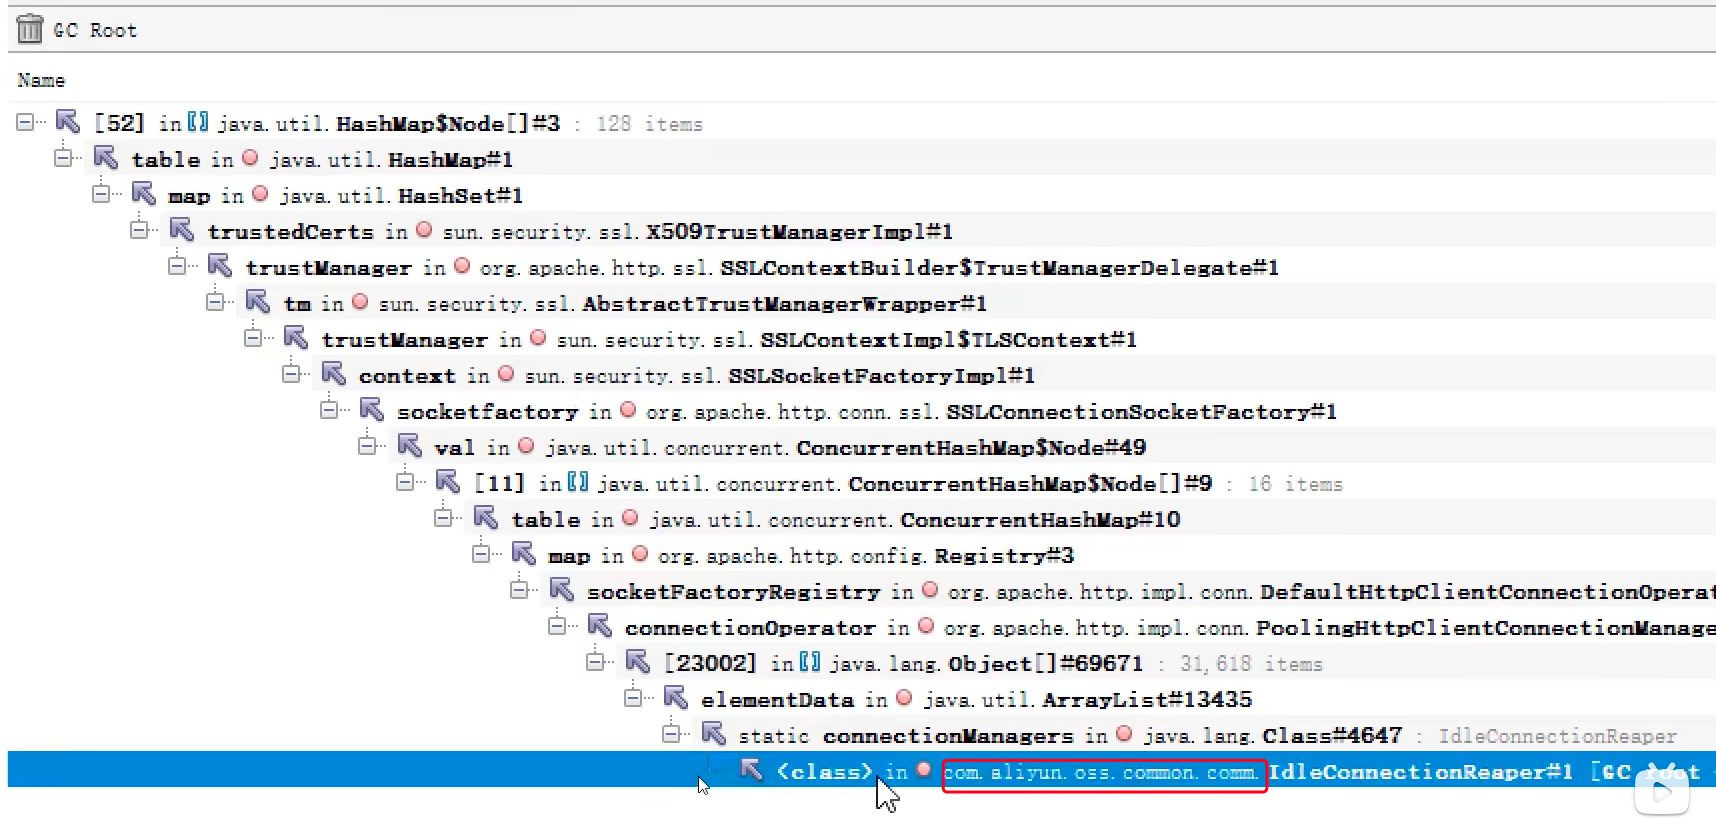 GC Root
Name
[52] in java.util.HashMap$Node[]#3 : 128 items
table in java.util.HashMap#1
map in java.util.HashSet#1
trustedCerts in sun.security.ssl.X509TrustManagerImpl#1
trustManager in org.apache.http.ssl.SSLContextBuilder$TrustManagerDelegate#1
tm in sun.security.ssl.AbstractTrustManagerWrapper#1
trustManager in sun.security.ssl.SSLContextImpl$TLSContext#1
context in sun.security.ssl.SSLSocketFactoryImpl#1
socketfactory in org.apache.http.conn.ssl.SSLConnectionSocketFactory#1
val in java.util.concurrent.ConcurrentHashMap$Node#49
[11] in java.util.concurrent.ConcurrentHashMap$Node[]#9 : 16 items
table in java.util.concurrent.ConcurrentHashMap#10
map in org.apache.http.config.Registry#3
socketFactoryRegistry in org.apache.http.impl.conn.DefaultHttpClientConnectionOperat
connectionOperator in org.apache.http.impl.conn.PoolingHttpClientConnectionManage
[23002] in java.lang.Object[]#69671 : 31,618 items
elementData in java.util.ArrayList#13435
static connectionManagers in java.lang.Class#4647 : IdleConnectionReaper
<class> in com.aliyun.oss.common.comm.IdleConnectionReaper#1 [GC root